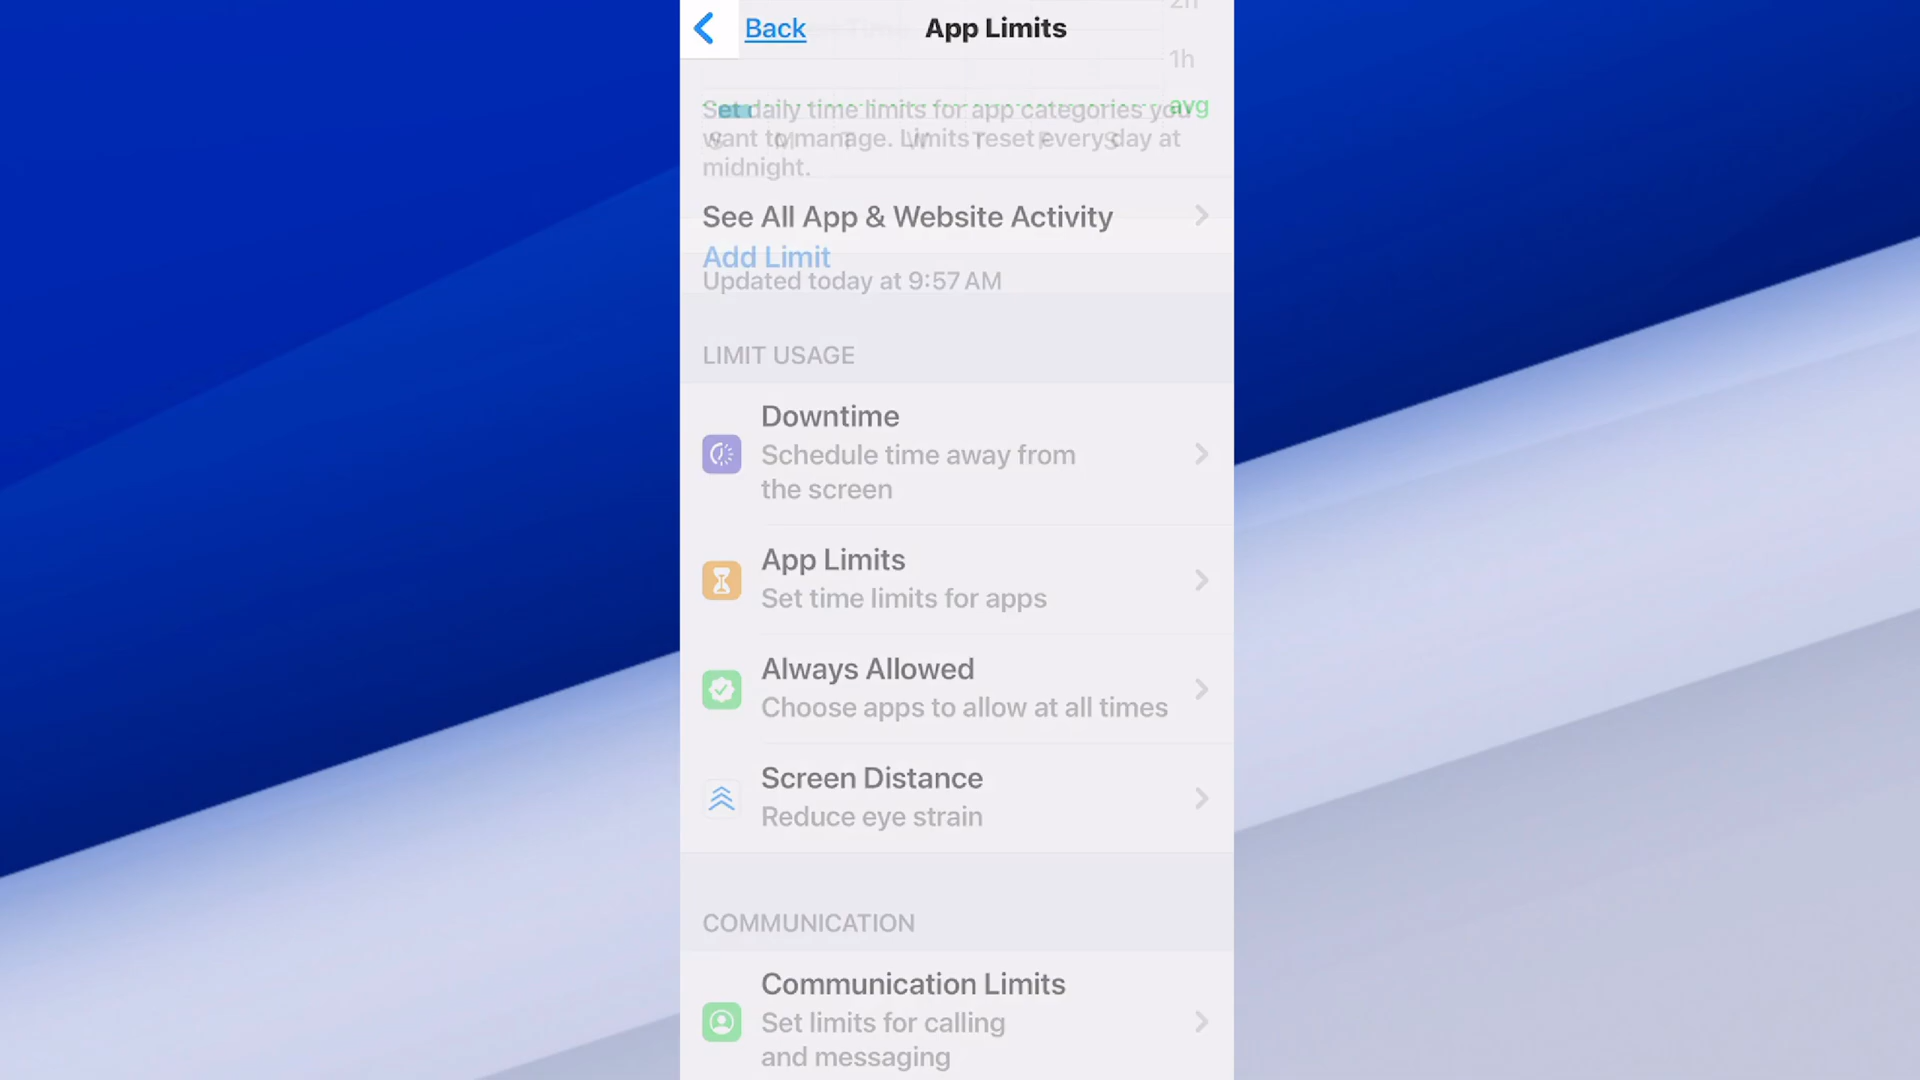 Back
App Limits
2h
1h
avg
Set daily time limits for app categories you
want to manage. Limits reset every day at
midnight.
S M T W T F S
See All App & Website Activity
Add Limit
Updated today at 9:57 AM
LIMIT USAGE
Downtime
Schedule time away from
the screen
App Limits
Set time limits for apps
Always Allowed
Choose apps to allow at all times
Screen Distance
Reduce eye strain
COMMUNICATION
Communication Limits
Set limits for calling
and messaging